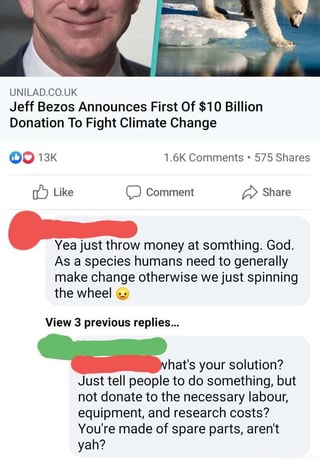 UNILAD.CO.UK
Jeff Bezos Announces First Of $10 Billion
Donation To Fight Climate Change
13K
1.6K Comments • 575 Shares
Like
Comment
Share
Yea just throw money at somthing. God.
As a species humans need to generally
make change otherwise we just spinning
the wheel 😟
View 3 previous replies...
what's your solution?
Just tell people to do something, but
not donate to the necessary labour,
equipment, and research costs?
You're made of spare parts, aren't
yah?